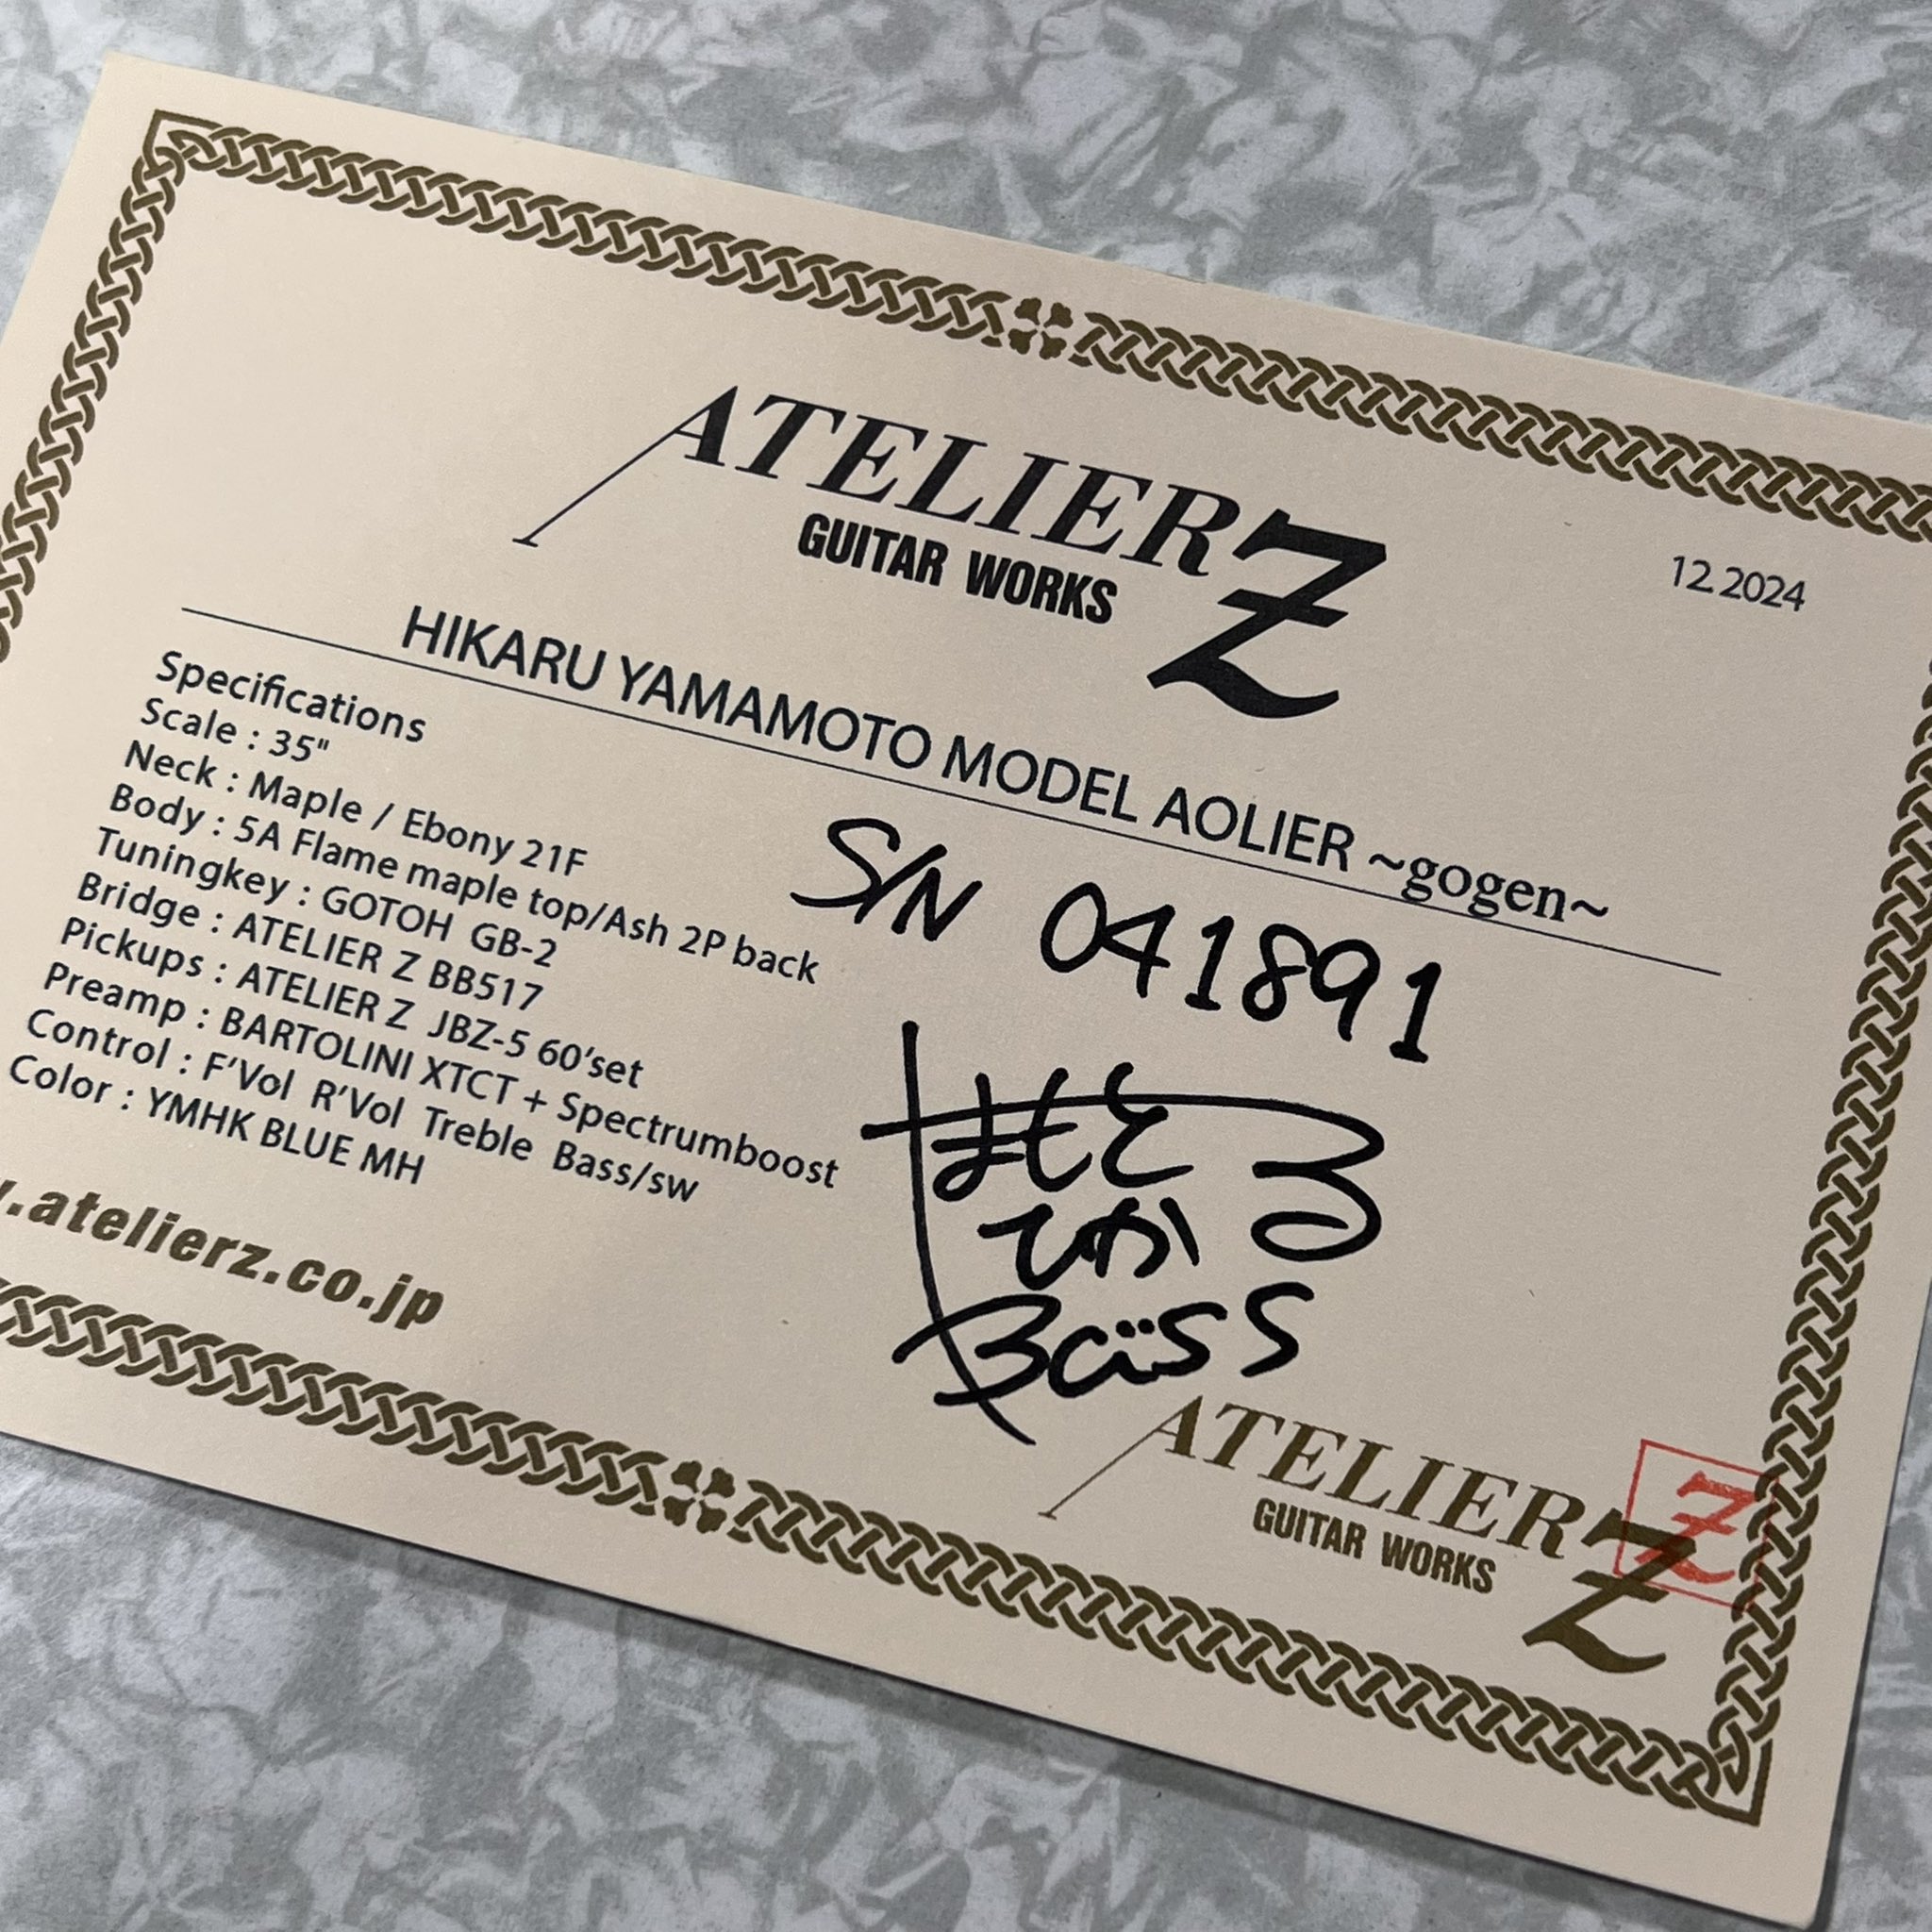 ATELIER Z
GUITAR WORKS
12.2024
HIKARU YAMAMOTO MODEL AOLIER ~gogen~
Specifications
Scale : 35"
Neck : Maple / Ebony 21F
Body : 5A Flame maple top/Ash 2P back
Tuningkey : GOTOH GB-2
Bridge : ATELIER Z BB517
Pickups : ATELIER Z JBZ-5 60'set
Preamp : BARTOLINI XTCT + Spectrumboost
Control : F'Vol R'Vol Treble Bass/sw
Color : YMHK BLUE MH
S/N 041891
Bass
.atelierz.co.jp
ATELIER Z
GUITAR WORKS
Z